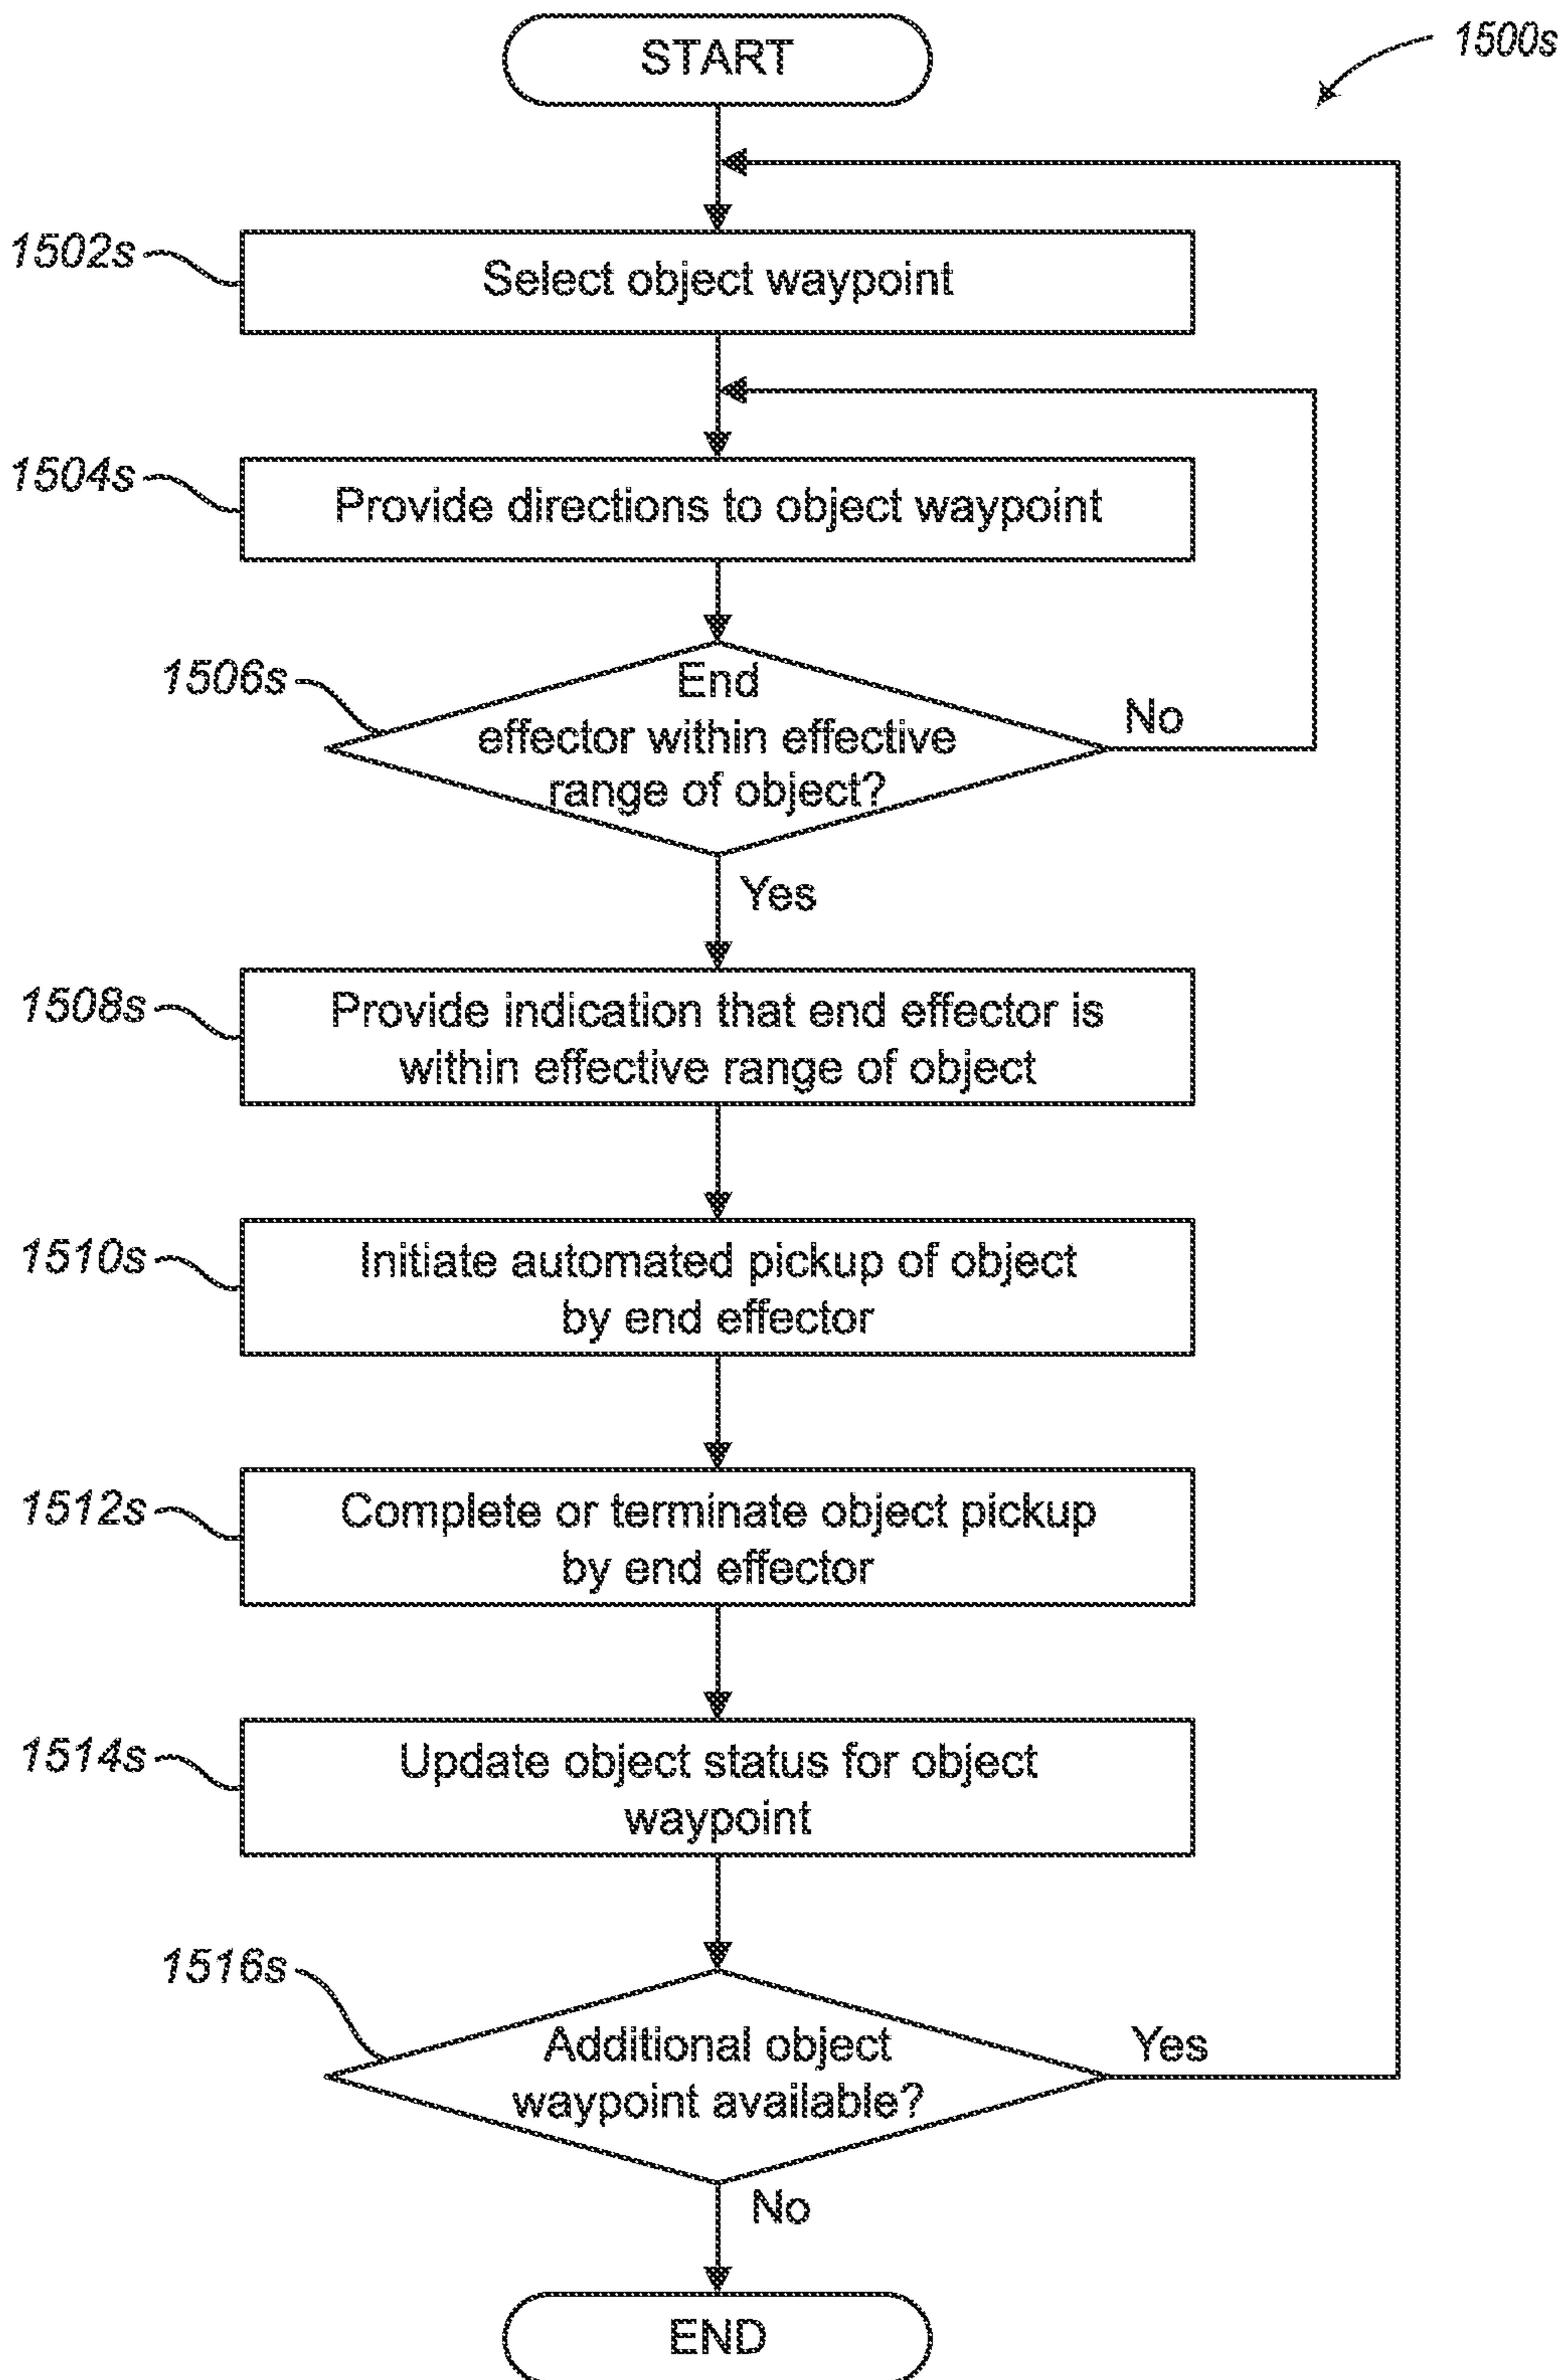 START
1500s
1502s
Select object waypoint
1504s
Provide directions to object waypoint
1506s
End
effector within effective
range of object?
No
Yes
1508s
Provide indication that end effector is
within effective range of object
1510s
Initiate automated pickup of object
by end effector
1512s
Complete or terminate object pickup
by end effector
1514s
Update object status for object
waypoint
1516s
Additional object
waypoint available?
Yes
No
END